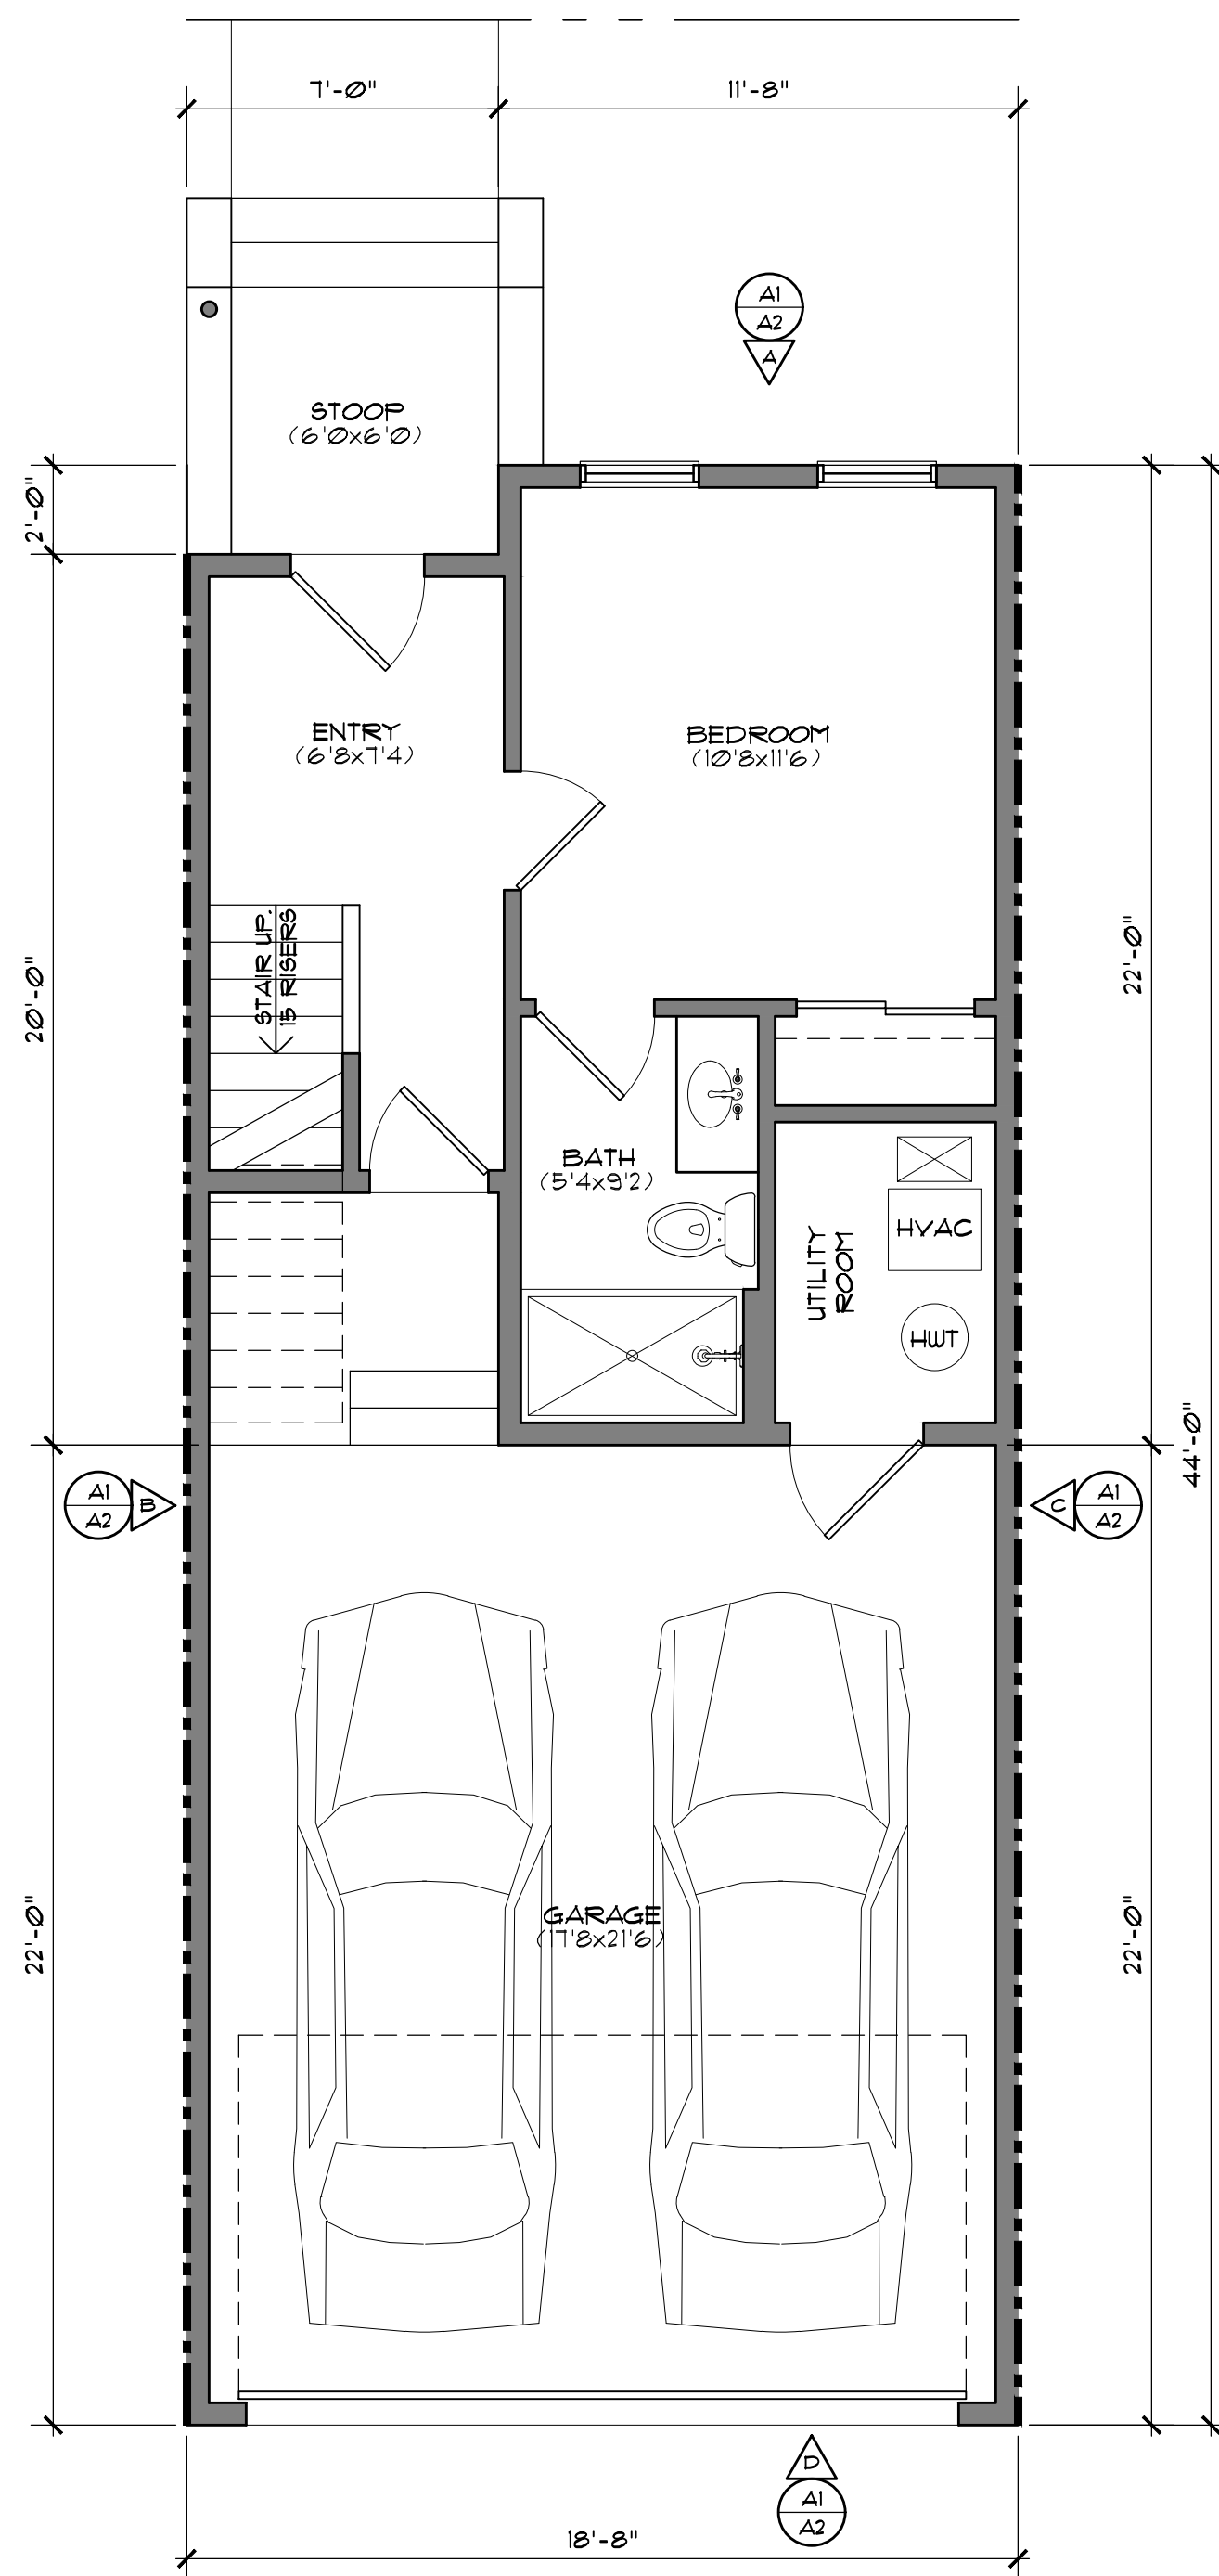 7'-0"
11'-8"
A1
A2
A
STOOP
(6'0x6'0)
2'-0"
ENTRY
(6'8x7'4)
BEDROOM
(10'8x11'6)
STAIR UP.
15 RISERS
20'-0"
22'-0"
BATH
(5'4x9'2)
UTILITY
ROOM
HVAC
HWT
44'-0"
A1
A2
B
C
A1
A2
GARAGE
(17'8x21'6)
22'-0"
22'-0"
D
A1
A2
18'-8"